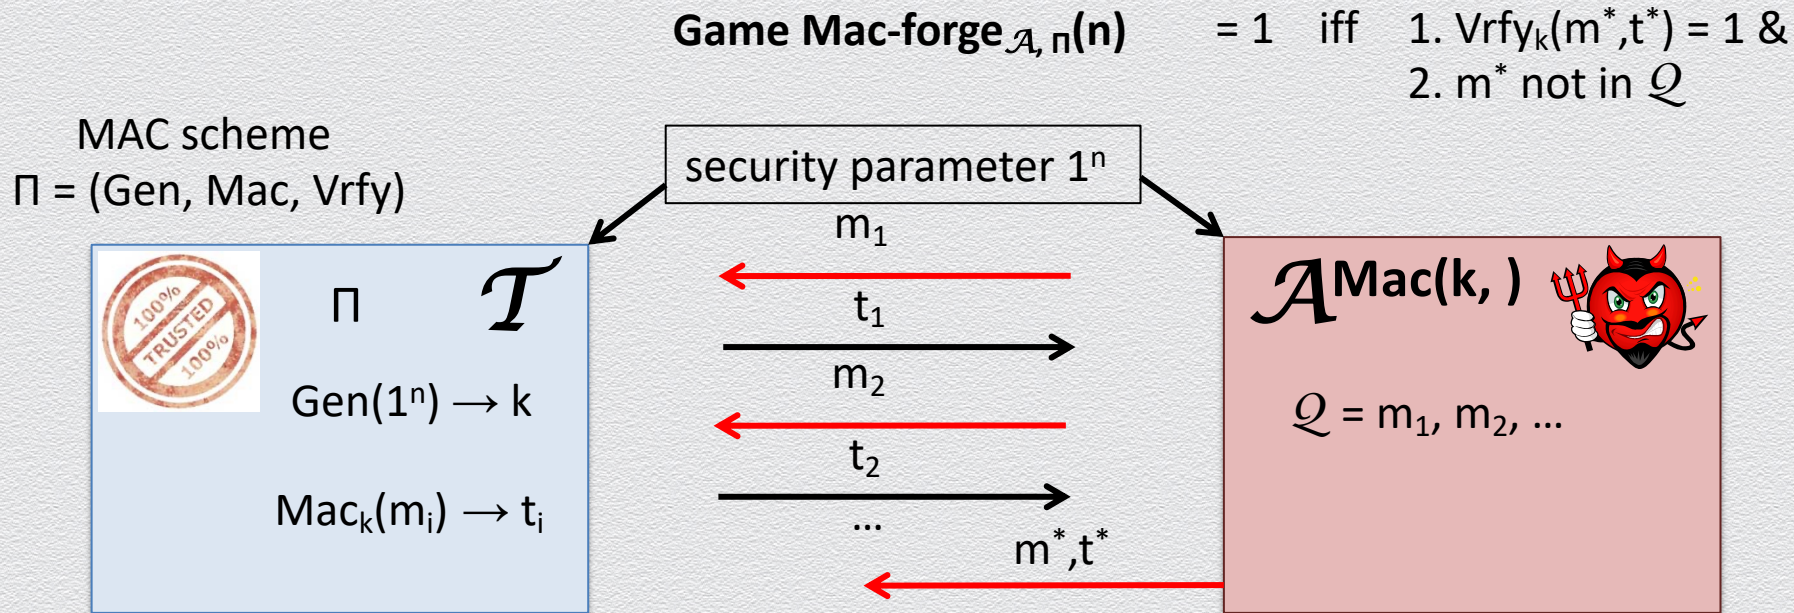 Game Mac-forge𝒜, Π(n) = 1 iff 1. Vrfyₖ(m*,t*) = 1 &
2. m* not in 𝒬
MAC scheme
Π = (Gen, Mac, Vrfy)
security parameter 1ⁿ
100%
TRUSTED
100%
Π 𝒯
Gen(1ⁿ) → k
Macₖ(mᵢ) → tᵢ
m₁
t₁
m₂
t₂
...
m*,t*
𝒜Mac(k, )
𝒬 = m₁, m₂, ...